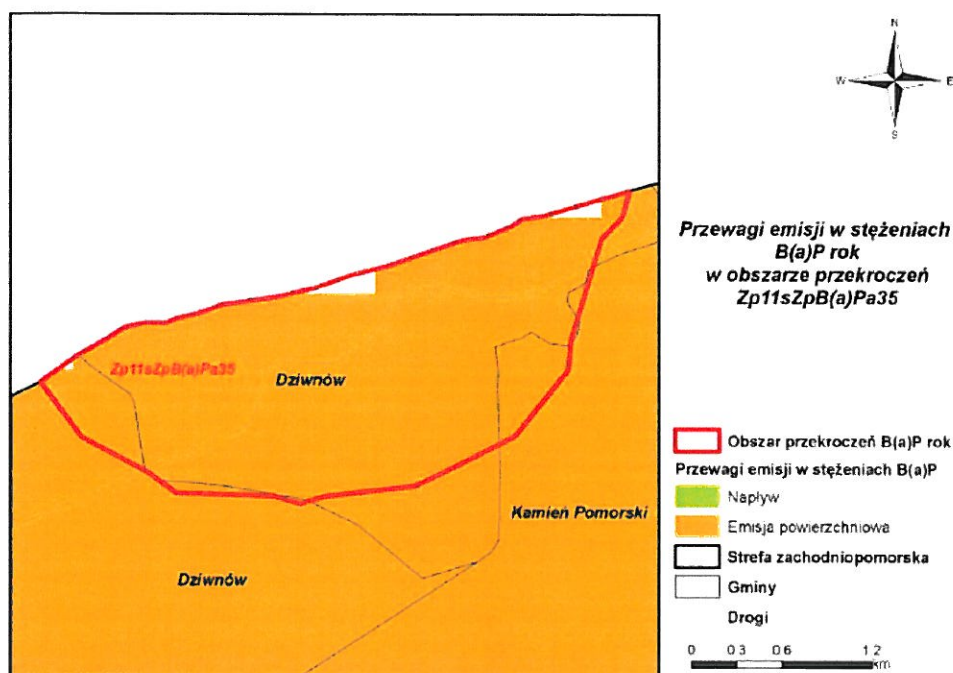 N
W E
S
Przewagi emisji w stężeniach
B(a)P rok
w obszarze przekroczeń
Zp11sZpB(a)Pa35
Zp11sZpB(a)Pa35
Dziwnów
Kamień Pomorski
Dziwnów
Obszar przekroczeń B(a)P rok
Przewagi emisji w stężeniach B(a)P
Napływ
Emisja powierzchniowa
Strefa zachodniopomorska
Gminy
Drogi
0 0.3 0.6 1.2
km